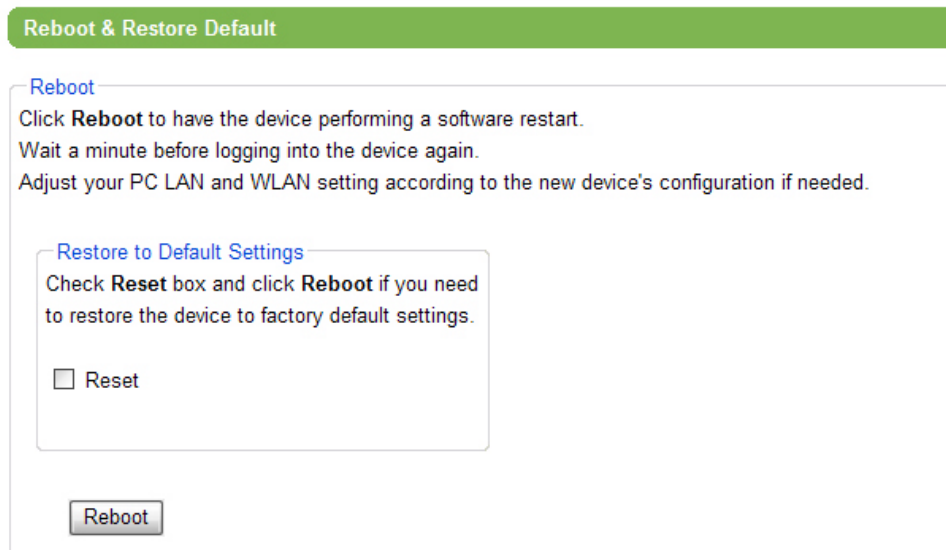 Reboot & Restore Default
Reboot
Click Reboot to have the device performing a software restart.
Wait a minute before logging into the device again.
Adjust your PC LAN and WLAN setting according to the new device's configuration if needed.
Restore to Default Settings
Check Reset box and click Reboot if you need
to restore the device to factory default settings.
Reset
Reboot